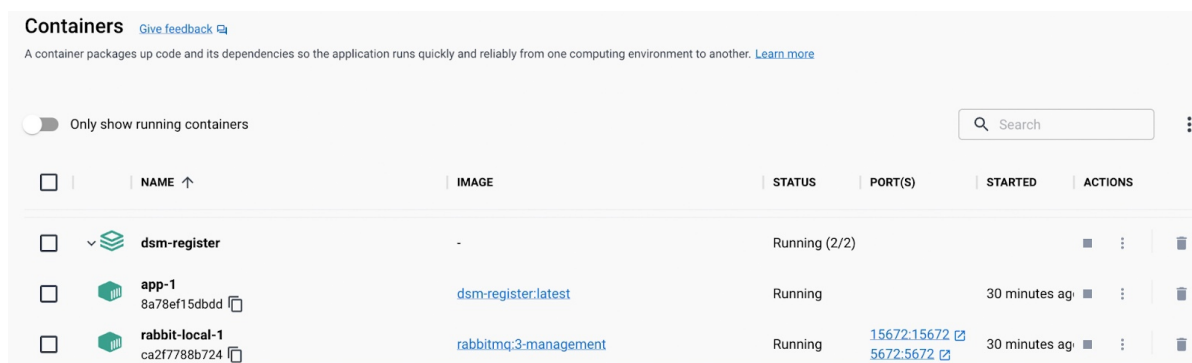 Containers Give feedback
A container packages up code and its dependencies so the application runs quickly and reliably from one computing environment to another. Learn more
Only show running containers
Search
NAME IMAGE STATUS PORT(S) STARTED ACTIONS
dsm-register - Running (2/2)
app-1
8a78ef15dbdd
dsm-register:latest Running 30 minutes ag
rabbit-local-1
ca2f7788b724
rabbitmq:3-management Running
15672:15672
5672:5672
30 minutes ag